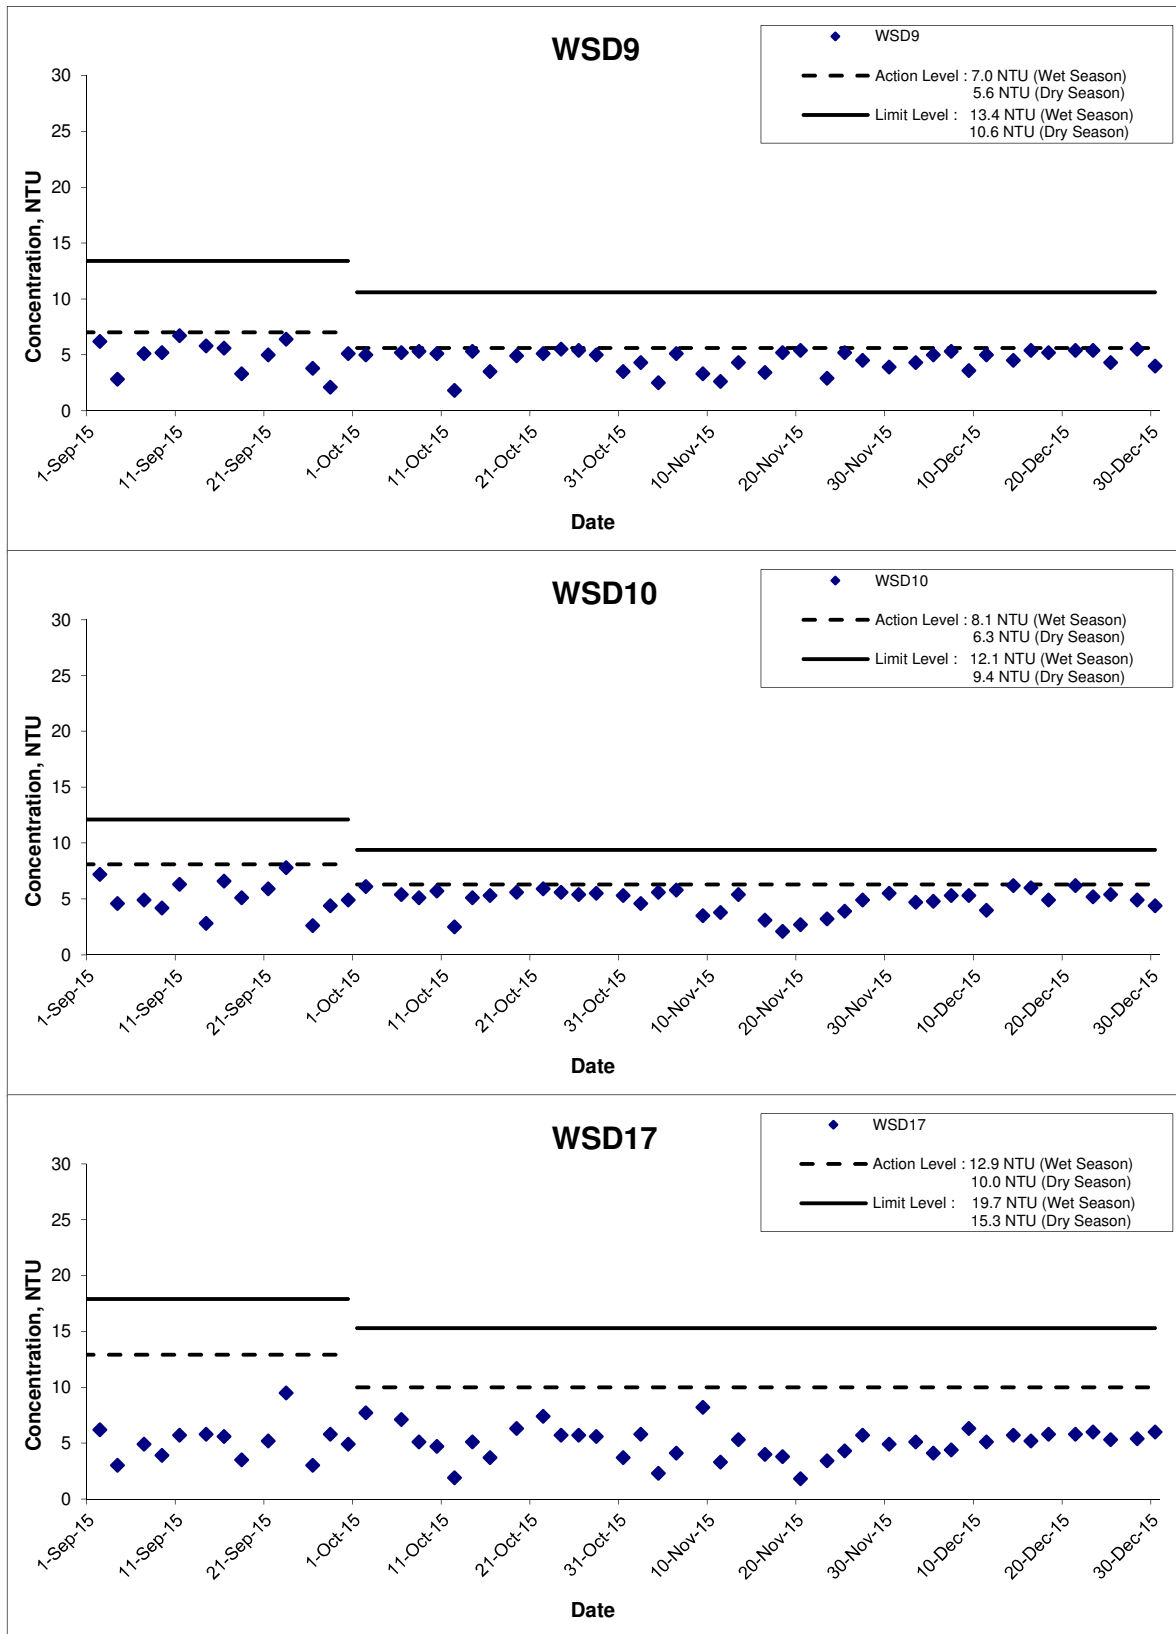 WSD9
WSD9
Action Level : 7.0 NTU (Wet Season)
5.6 NTU (Dry Season)
Limit Level : 13.4 NTU (Wet Season)
10.6 NTU (Dry Season)
Concentration, NTU
30
25
20
15
10
5
0
1-Sep-15
11-Sep-15
21-Sep-15
1-Oct-15
11-Oct-15
21-Oct-15
31-Oct-15
10-Nov-15
20-Nov-15
30-Nov-15
10-Dec-15
20-Dec-15
30-Dec-15
Date
WSD10
WSD10
Action Level : 8.1 NTU (Wet Season)
6.3 NTU (Dry Season)
Limit Level : 12.1 NTU (Wet Season)
9.4 NTU (Dry Season)
Concentration, NTU
30
25
20
15
10
5
0
1-Sep-15
11-Sep-15
21-Sep-15
1-Oct-15
11-Oct-15
21-Oct-15
31-Oct-15
10-Nov-15
20-Nov-15
30-Nov-15
10-Dec-15
20-Dec-15
30-Dec-15
Date
WSD17
WSD17
Action Level : 12.9 NTU (Wet Season)
10.0 NTU (Dry Season)
Limit Level : 19.7 NTU (Wet Season)
15.3 NTU (Dry Season)
Concentration, NTU
30
25
20
15
10
5
0
1-Sep-15
11-Sep-15
21-Sep-15
1-Oct-15
11-Oct-15
21-Oct-15
31-Oct-15
10-Nov-15
20-Nov-15
30-Nov-15
10-Dec-15
20-Dec-15
30-Dec-15
Date